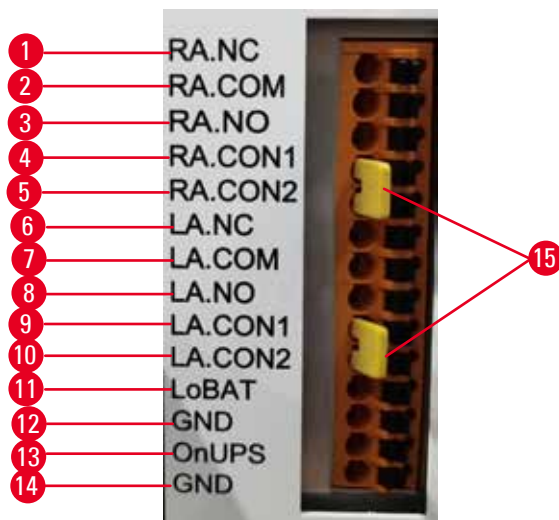 1 RA.NC
2 RA.COM
3 RA.NO
4 RA.CON1
5 RA.CON2
6 LA.NC
7 LA.COM
8 LA.NO
9 LA.CON1
10 LA.CON2
11 LoBAT
12 GND
13 OnUPS
14 GND
15